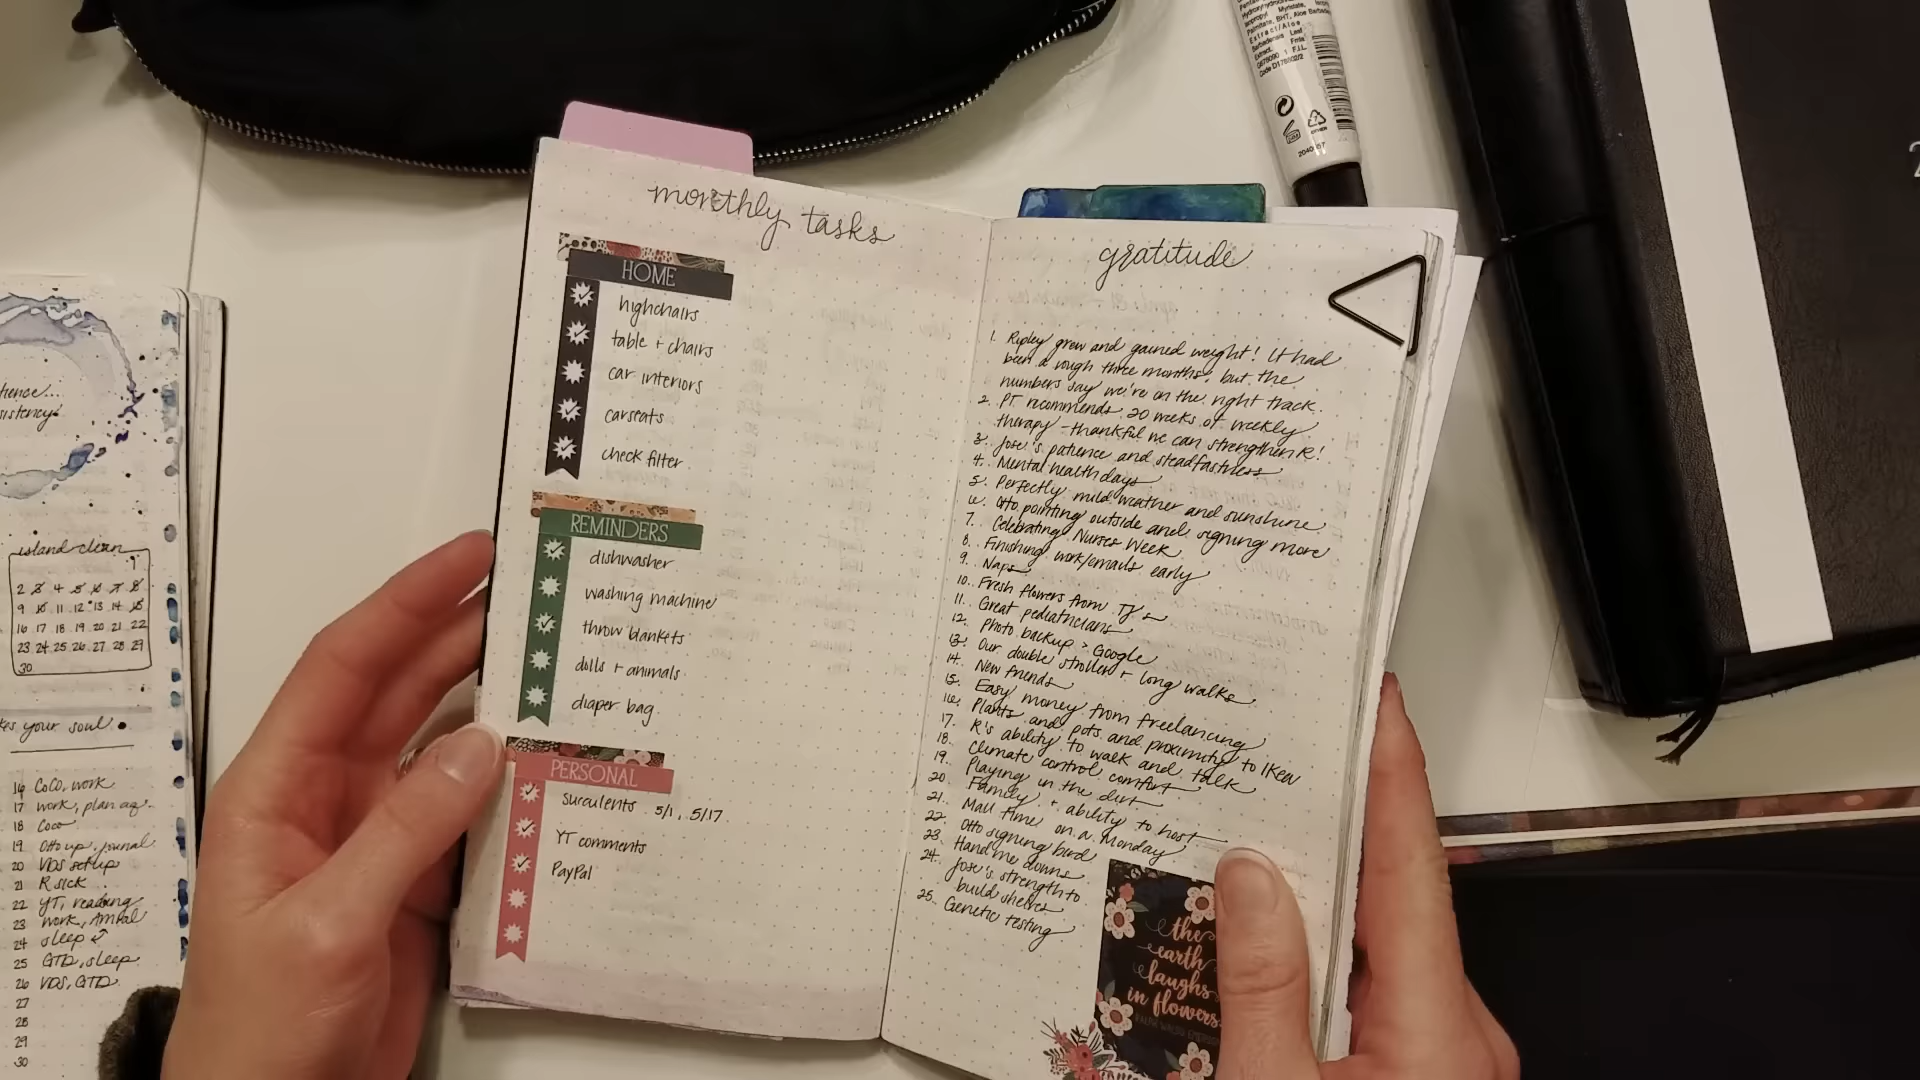 monthly tasks
HOME
highchairs
table + chairs
car interiors
carseats
check filter
REMINDERS
dishwasher
washing machine
throw blankets
dolls + animals
diaper bag
PERSONAL
succulents 5/1, 5/17
YT comments
PayPal
gratitude
1. Ripley grew and gained weight! It had
been a rough three months, but the
numbers say we're on the right track.
2. PT recommends 20 weeks of weekly
therapy - thankful we can strengthen R!
3. Jose's patience and steadfastness
4. Mental health days
5. Perfectly mild weather and sunshine
6. Otto pointing outside and signing more
7. Celebrating Nurses Week
8. Finishing work/emails early
9. Naps
10. Fresh flowers from TJ's
11. Great pediatricians
12. Photo backup > Google
13. Our double stroller + long walks
14. New friends
15. Easy money from freelancing
16. Plants and pots and proximity to IKEA
17. R's ability to walk and talk
18. Climate control comfort
19. Playing in the dirt
20. Family + ability to host
21. Mall time on a Monday
22. Otto signing bird
23. Hand me downs
24. Jose's strength to
build shelves
25. Genetic testing
the
earth
laughs
in flowers.
island clean
2 3 4 5 6 7 8
9 10 11 12 13 14 15
16 17 18 19 20 21 22
23 24 25 26 27 28 29
30
your soul.
16 CoCo, work
17 work, plan
18 Coco
19 Otto up, journal
20 VDS setup
21 R sick
22 YT, reading
23 work,
24 sleep
25 GTD, sleep
26 VDS, GTD
27
28
29
30
Isopropyl Myristate,
Palmitate, BHT, Aloe
Extract/Aloe
Barbadensis Leaf
Extract.